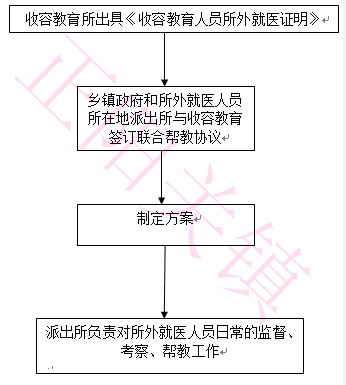 收容教育所出具《收容教育人员所外就医证明》
乡镇政府和所外就医人员
所在地派出所与收容教育
签订联合帮教协议
制定方案
派出所负责对所外就医人员日常的监督、
考察、帮教工作
正阳关镇